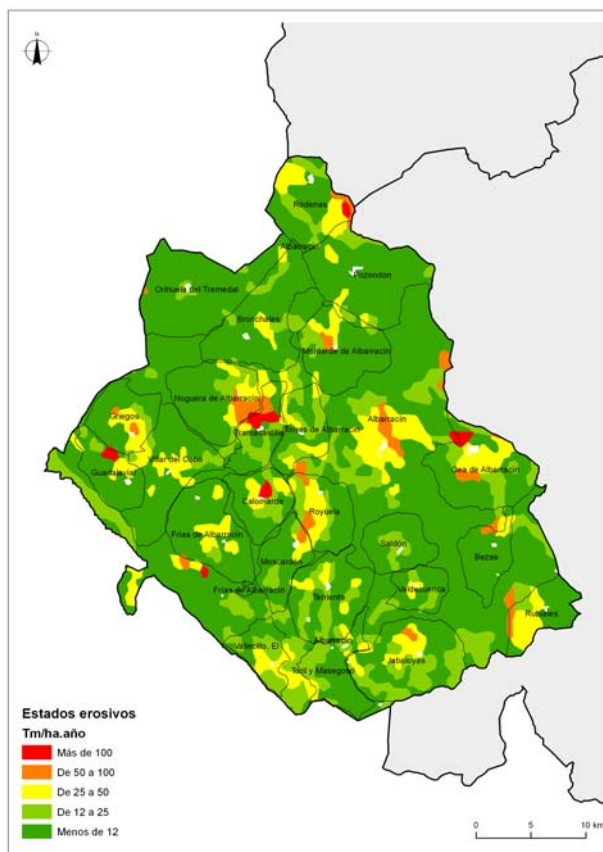 N
Ródenas
Albarracín
Pozondón
Orihuela del Tremedal
Bronchales
Monterde de Albarracín
Noguera de Albarracín
Griegos
Tramacastilla
Torres de Albarracín
Albarracín
Villar del Cobo
Guadalaviar
Gea de Albarracín
Calomarde
Royuela
Frías de Albarracín
Saldón
Bezas
Moscardón
Frías de Albarracín
Terriente
Valdecuenca
Rubiales
Albarracín
Vallecillo, El
Jabaloyas
Toril y Masegoso
Estados erosivos
Tm/ha.año
Más de 100
De 50 a 100
De 25 a 50
De 12 a 25
Menos de 12
0 5 10 km